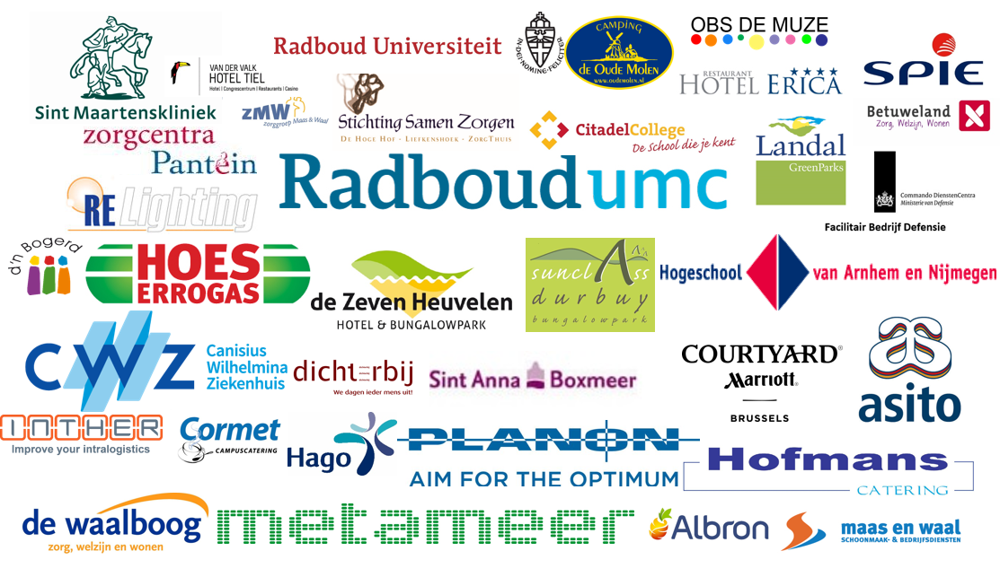 Sint Maartenskliniek
VAN DER VALK
HOTEL TIEL
Hotel | Congrescentrum | Restaurants | Casino
Radboud Universiteit
IN·DEI·NOMINE·FELICITER
CAMPING
de Oude Molen
www.oudemolen.nl
OBS DE MUZE
RESTAURANT
HOTEL ERICA
SPIE
zorgcentra
Pantein
ZMW
zorggroep Maas & Waal
Stichting Samen Zorgen
DE HOGE HOF - LIEFKENSHOEK - ZORGTHUIS
CitadelCollege
De School die je kent
Landal
GreenParks
Betuweland
Zorg, Welzijn, Wonen
RE Lighting
Radboudumc
Commando DienstenCentra
Ministerie van Defensie
Facilitair Bedrijf Defensie
d'n Bogerd
HOES
ERROGAS
de Zeven Heuvelen
HOTEL & BUNGALOWPARK
sunclAss
durbuy
bungalowpark
Hogeschool van Arnhem en Nijmegen
CWZ
Canisius
Wilhelmina
Ziekenhuis
dichterbij
We dagen ieder mens uit!
Sint Anna Boxmeer
COURTYARD®
Marriott®
BRUSSELS
asito
INTHER
Improve your intralogistics
Cormet
CAMPUSCATERING
Hago
PLANON
AIM FOR THE OPTIMUM
Hofmans
CATERING
de waalboog
zorg, welzijn en wonen
metameer
Albron
maas en waal
SCHOONMAAK- & BEDRIJFSDIENSTEN